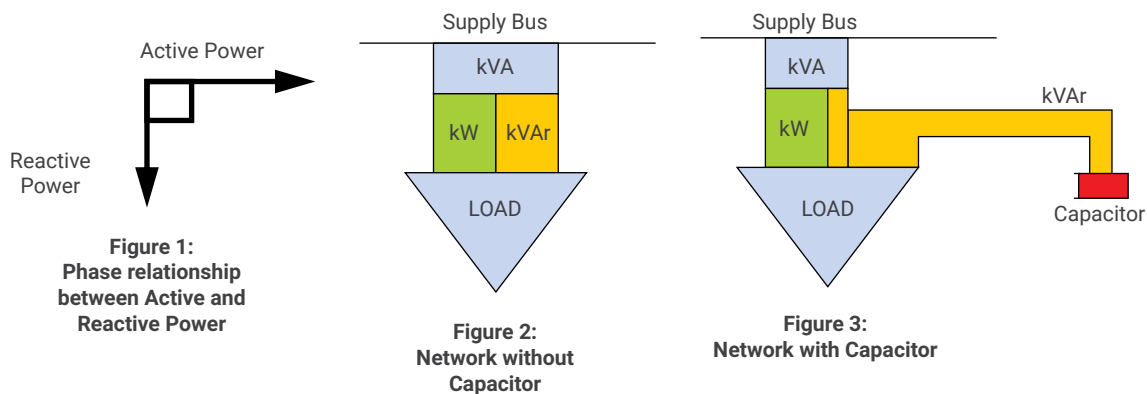 Active Power
Reactive
Power
Figure 1:
Phase relationship
between Active and
Reactive Power
Supply Bus
kVA
kW
kVAr
LOAD
Figure 2:
Network without
Capacitor
Supply Bus
kVA
kW
kVAr
LOAD
Capacitor
Figure 3:
Network with Capacitor